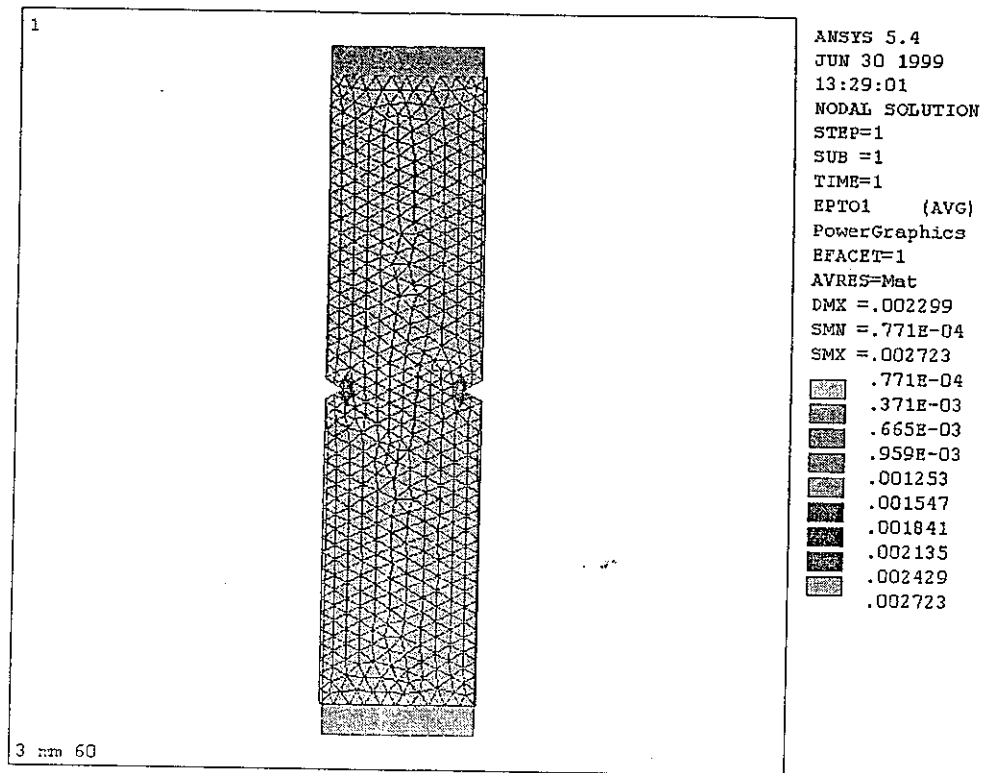 1
ANSYS 5.4
JUN 30 1999
13:29:01
NODAL SOLUTION
STEP=1
SUB =1
TIME=1
EPTO1 (AVG)
PowerGraphics
EFACET=1
AVRES=Mat
DMX =.002299
SMN =.771E-04
SMX =.002723
.771E-04
.371E-03
.665E-03
.959E-03
.001253
.001547
.001841
.002135
.002429
.002723
3 nm 60